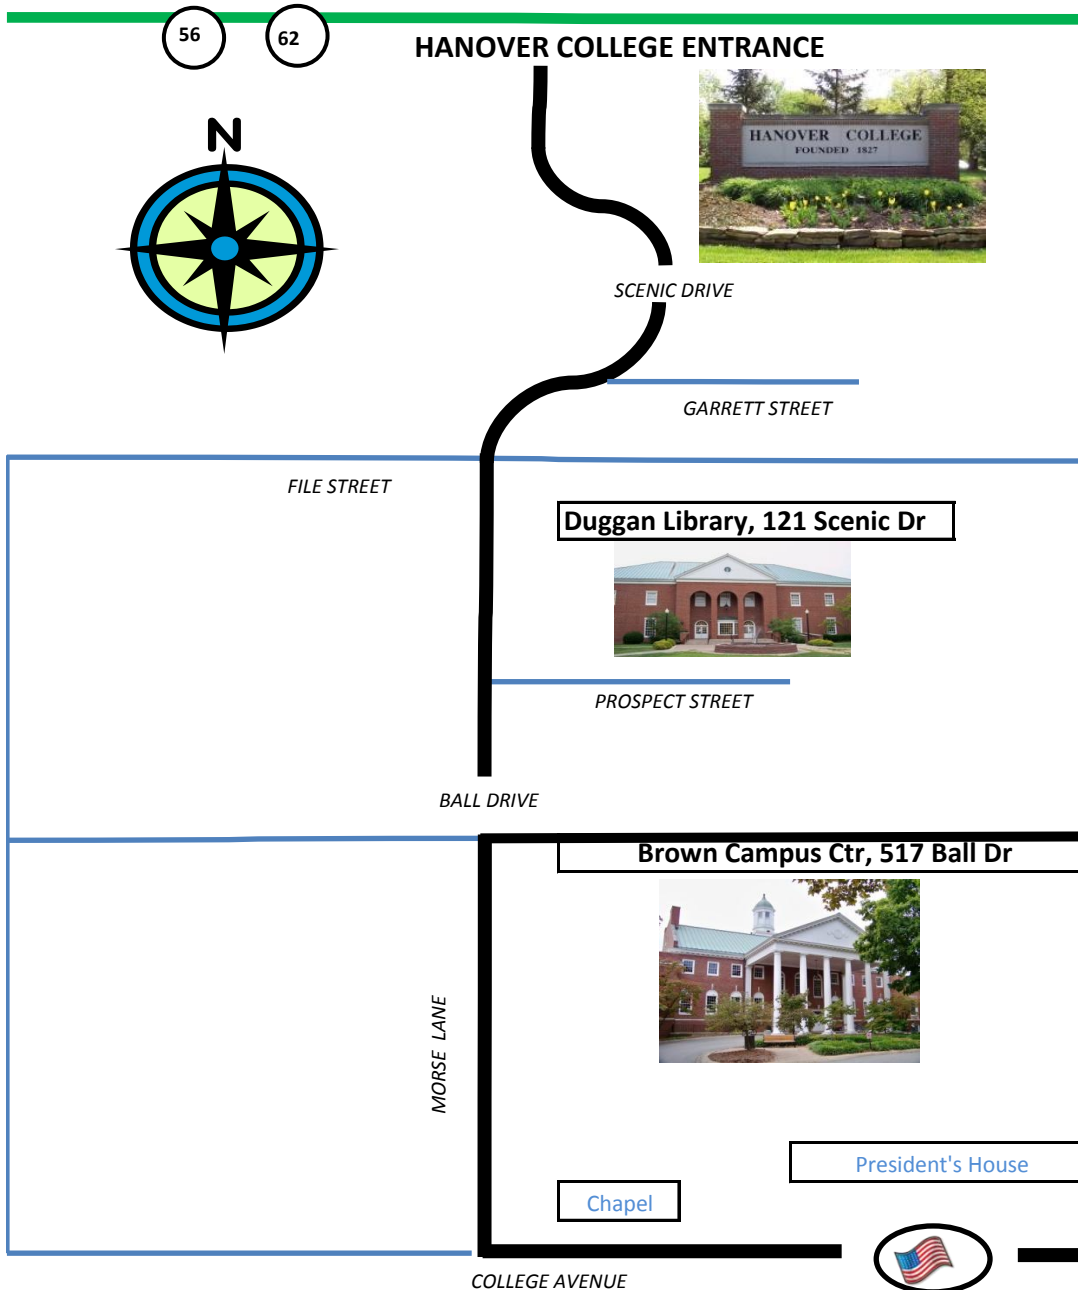 56
62
HANOVER COLLEGE ENTRANCE
HANOVER COLLEGE
FOUNDED 1827
N
SCENIC DRIVE
GARRETT STREET
FILE STREET
Duggan Library, 121 Scenic Dr
PROSPECT STREET
BALL DRIVE
Brown Campus Ctr, 517 Ball Dr
MORSE LANE
President's House
Chapel
COLLEGE AVENUE